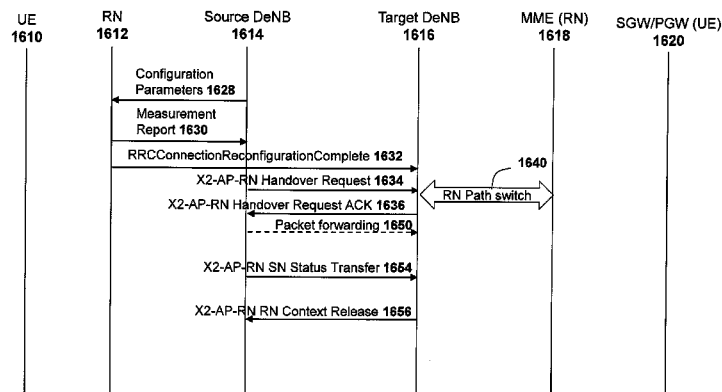 UE
1610
RN
1612
Source DeNB
1614
Target DeNB
1616
MME (RN)
1618
SGW/PGW (UE)
1620
Configuration
Parameters 1628
Measurement
Report 1630
RRCConnectionReconfigurationComplete 1632
X2-AP-RN Handover Request 1634
1640
RN Path switch
X2-AP-RN Handover Request ACK 1636
Packet forwarding 1650
X2-AP-RN SN Status Transfer 1654
X2-AP-RN RN Context Release 1656